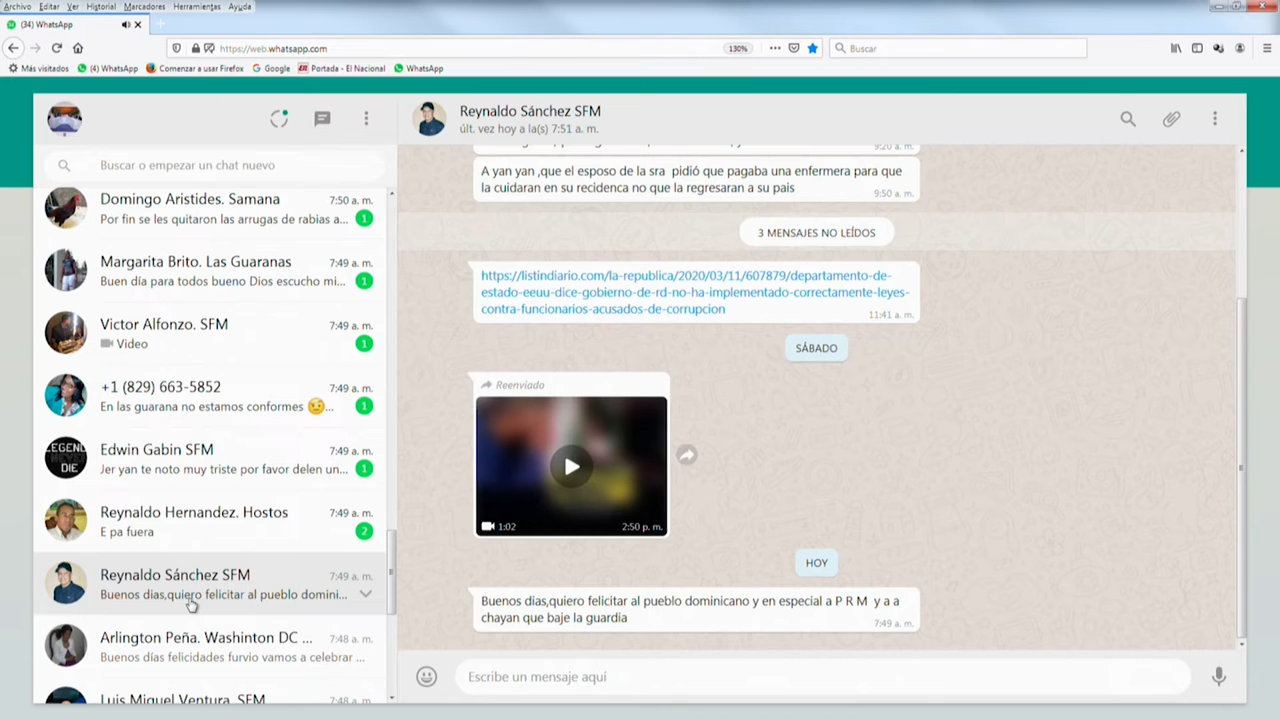 Archivo Editar Ver Historial Marcadores Herramientas Ayuda
(34) WhatsApp
https://web.whatsapp.com
130%
Buscar
Más visitados
(4) WhatsApp
Comenzar a usar Firefox
Google
Portada - El Nacional
WhatsApp
Buscar o empezar un chat nuevo
Domingo Aristides. Samana 7:50 a. m.
Por fin se les quitaron las arrugas de rabias a... 1
Margarita Brito. Las Guaranas 7:49 a. m.
Buen día para todos bueno Dios escucho mi... 1
Victor Alfonzo. SFM 7:49 a. m.
Video 1
+1 (829) 663-5852 7:49 a. m.
En las guarana no estamos conformes 🤨... 1
LEGEND
NEVER
DIE
Edwin Gabin SFM 7:49 a. m.
Jer yan te noto muy triste por favor delen un... 1
Reynaldo Hernandez. Hostos 7:49 a. m.
E pa fuera 2
Reynaldo Sánchez SFM 7:49 a. m.
Buenos dias,quiero felicitar al pueblo domini...
Arlington Peña. Washinton DC ... 7:48 a. m.
Buenos días felicidades furvio vamos a celebrar ...
Luis Miguel Ventura. SFM 7:48 a. m.
Reynaldo Sánchez SFM
últ. vez hoy a la(s) 7:51 a. m.
9:20 a. m.
A yan yan ,que el esposo de la sra pidió que pagaba una enfermera para que
la cuidaran en su recidenca no que la regresaran a su pais
9:50 a. m.
3 MENSAJES NO LEÍDOS
https://listindiario.com/la-republica/2020/03/11/607879/departamento-de-
estado-eeuu-dice-gobierno-de-rd-no-ha-implementado-correctamente-leyes-
contra-funcionarios-acusados-de-corrupcion
11:41 a. m.
SÁBADO
Reenviado
1:02 2:50 p. m.
HOY
Buenos dias,quiero felicitar al pueblo dominicano y en especial a P R M y a a
chayan que baje la guardia
7:49 a. m.
Escribe un mensaje aquí